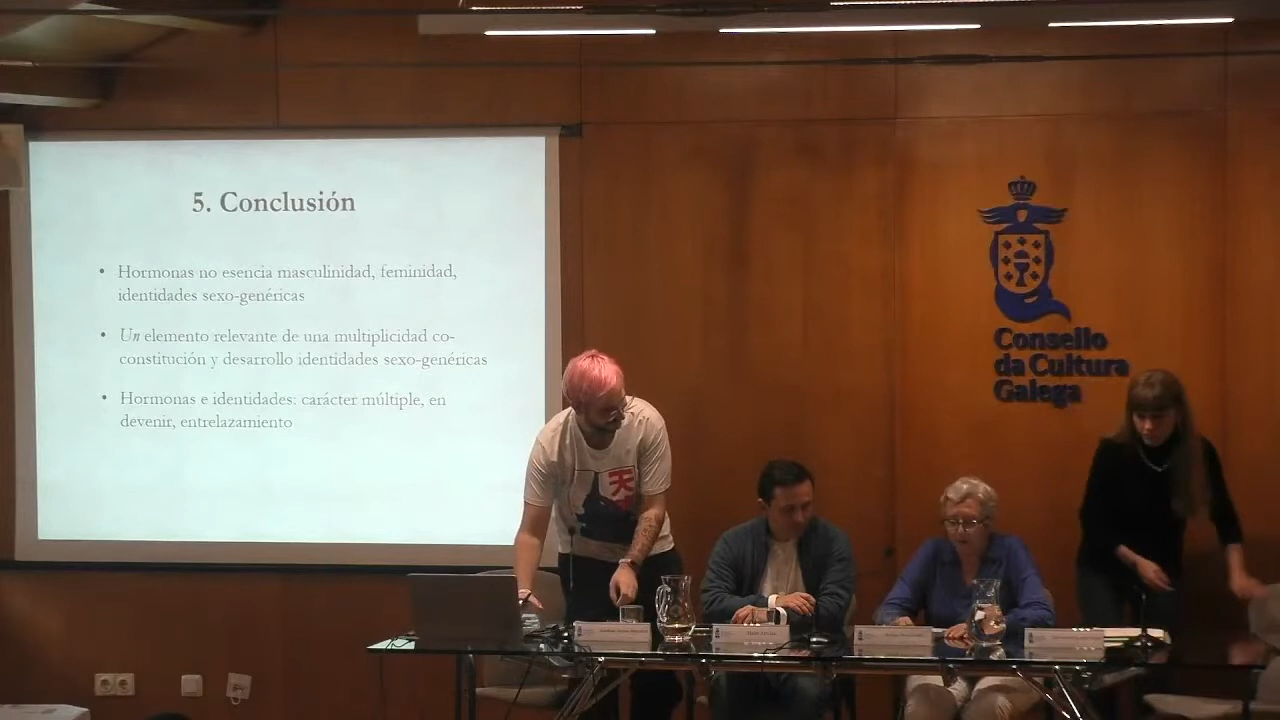 5. Conclusión
• Hormonas no esencia masculinidad, feminidad,
identidades sexo-genéricas
• Un elemento relevante de una multiplicidad co-
constitución y desarrollo identidades sexo-genéricas
• Hormonas e identidades: carácter múltiple, en
devenir, entrelazamiento
Consello
da Cultura
Galega